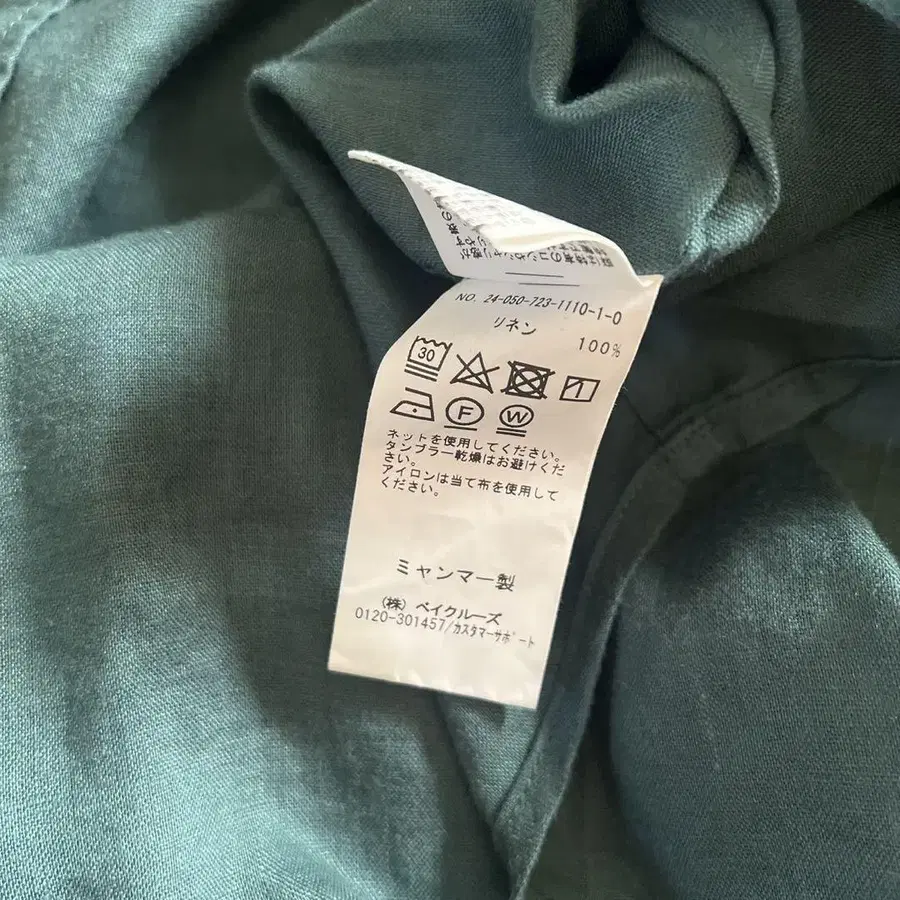 NO. 24-050-723-1110-1-0
リネン 100%
30
F W
ネットを使用してください。
タンブラー乾燥はお避けくだ
さい。
アイロンは当て布を使用して
ください。
ミヤンマー製
(株) ベイクルーズ
0120-301457/カスタマーサポート